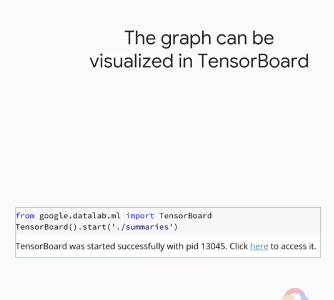 The graph can be
visualized in TensorBoard
from google.datalab.ml import TensorBoard
TensorBoard().start('./summaries')
TensorBoard was started successfully with pid 13045. Click here to access it.